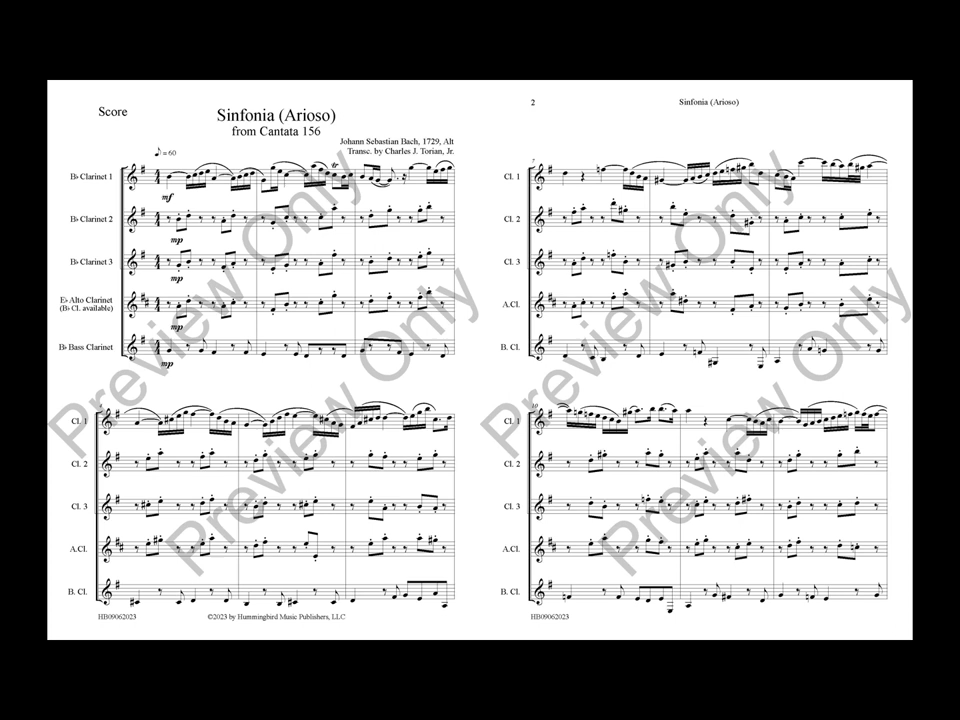 Score
Sinfonia (Arioso)
from Cantata 156
Johann Sebastian Bach, 1729, Alt
Transc. by Charles J. Torian, Jr.
♪ = 60
B♭ Clarinet 1
mf
B♭ Clarinet 2
mp
B♭ Clarinet 3
mp
E♭ Alto Clarinet
(B♭ Cl. available)
mp
B♭ Bass Clarinet
mp
Cl. 1
Cl. 2
Cl. 3
A.Cl.
B. Cl.
HB09062023
©2023 by Hummingbird Music Publishers, LLC
Preview Only
Preview Only
2
Sinfonia (Arioso)
7
Cl. 1
Cl. 2
Cl. 3
A.Cl.
B. Cl.
10
Cl. 1
Cl. 2
Cl. 3
A.Cl.
B. Cl.
HB09062023
Preview Only
Preview Only